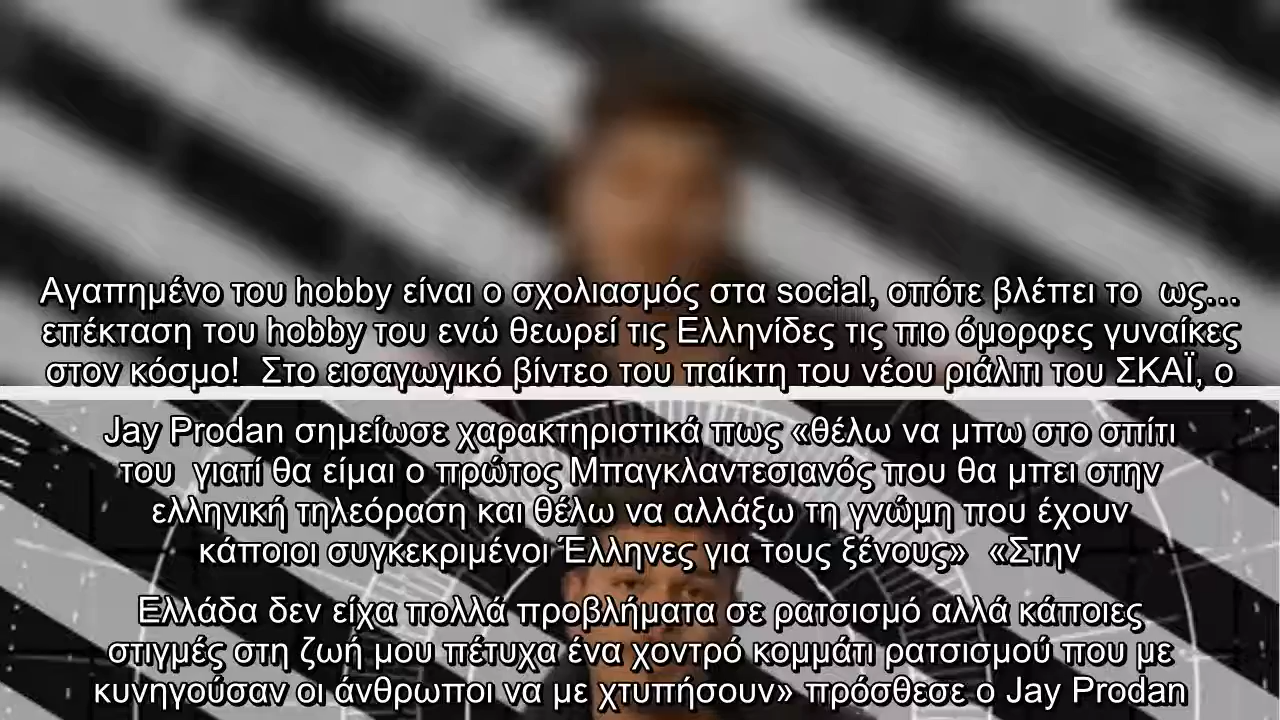 Αγαπημένο του hobby είναι ο σχολιασμός στα social, οπότε βλέπει το  ως...
επέκταση του hobby του ενώ θεωρεί τις Ελληνίδες τις πιο όμορφες γυναίκες
στον κόσμο!  Στο εισαγωγικό βίντεο του παίκτη του νέου ριάλιτι του ΣΚΑΪ, ο
Jay Prodan σημείωσε χαρακτηριστικά πως «θέλω να μπω στο σπίτι
του  γιατί θα είμαι ο πρώτος Μπαγκλαντεσιανός που θα μπει στην
ελληνική τηλεόραση και θέλω να αλλάξω τη γνώμη που έχουν
κάποιοι συγκεκριμένοι Έλληνες για τους ξένους»  «Στην
Ελλάδα δεν είχα πολλά προβλήματα σε ρατσισμό αλλά κάποιες
στιγμές στη ζωή μου πέτυχα ένα χοντρό κομμάτι ρατσισμού που με
κυνηγούσαν οι άνθρωποι να με χτυπήσουν» πρόσθεσε ο Jay Prodan